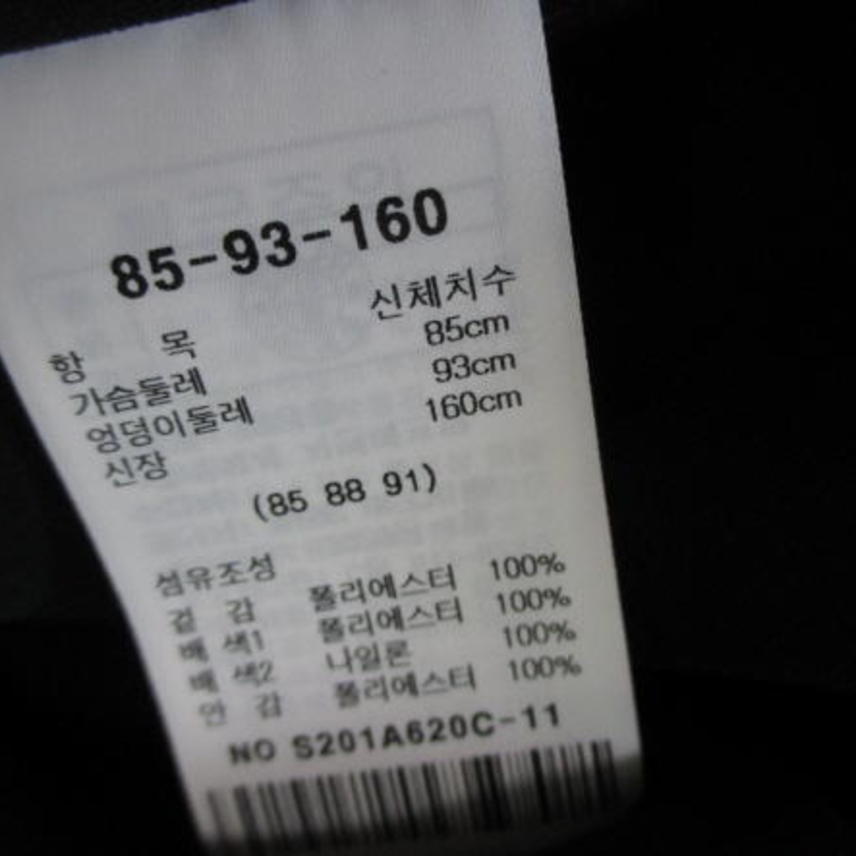 85-93-160
항 목 신체치수
가슴둘레 85cm
엉덩이둘레 93cm
신장 160cm
(85 88 91)
섬유조성
겉 감 폴리에스터 100%
배 색1 폴리에스터 100%
배 색2 나일론 100%
안 감 폴리에스터 100%
NO S201A620C-11